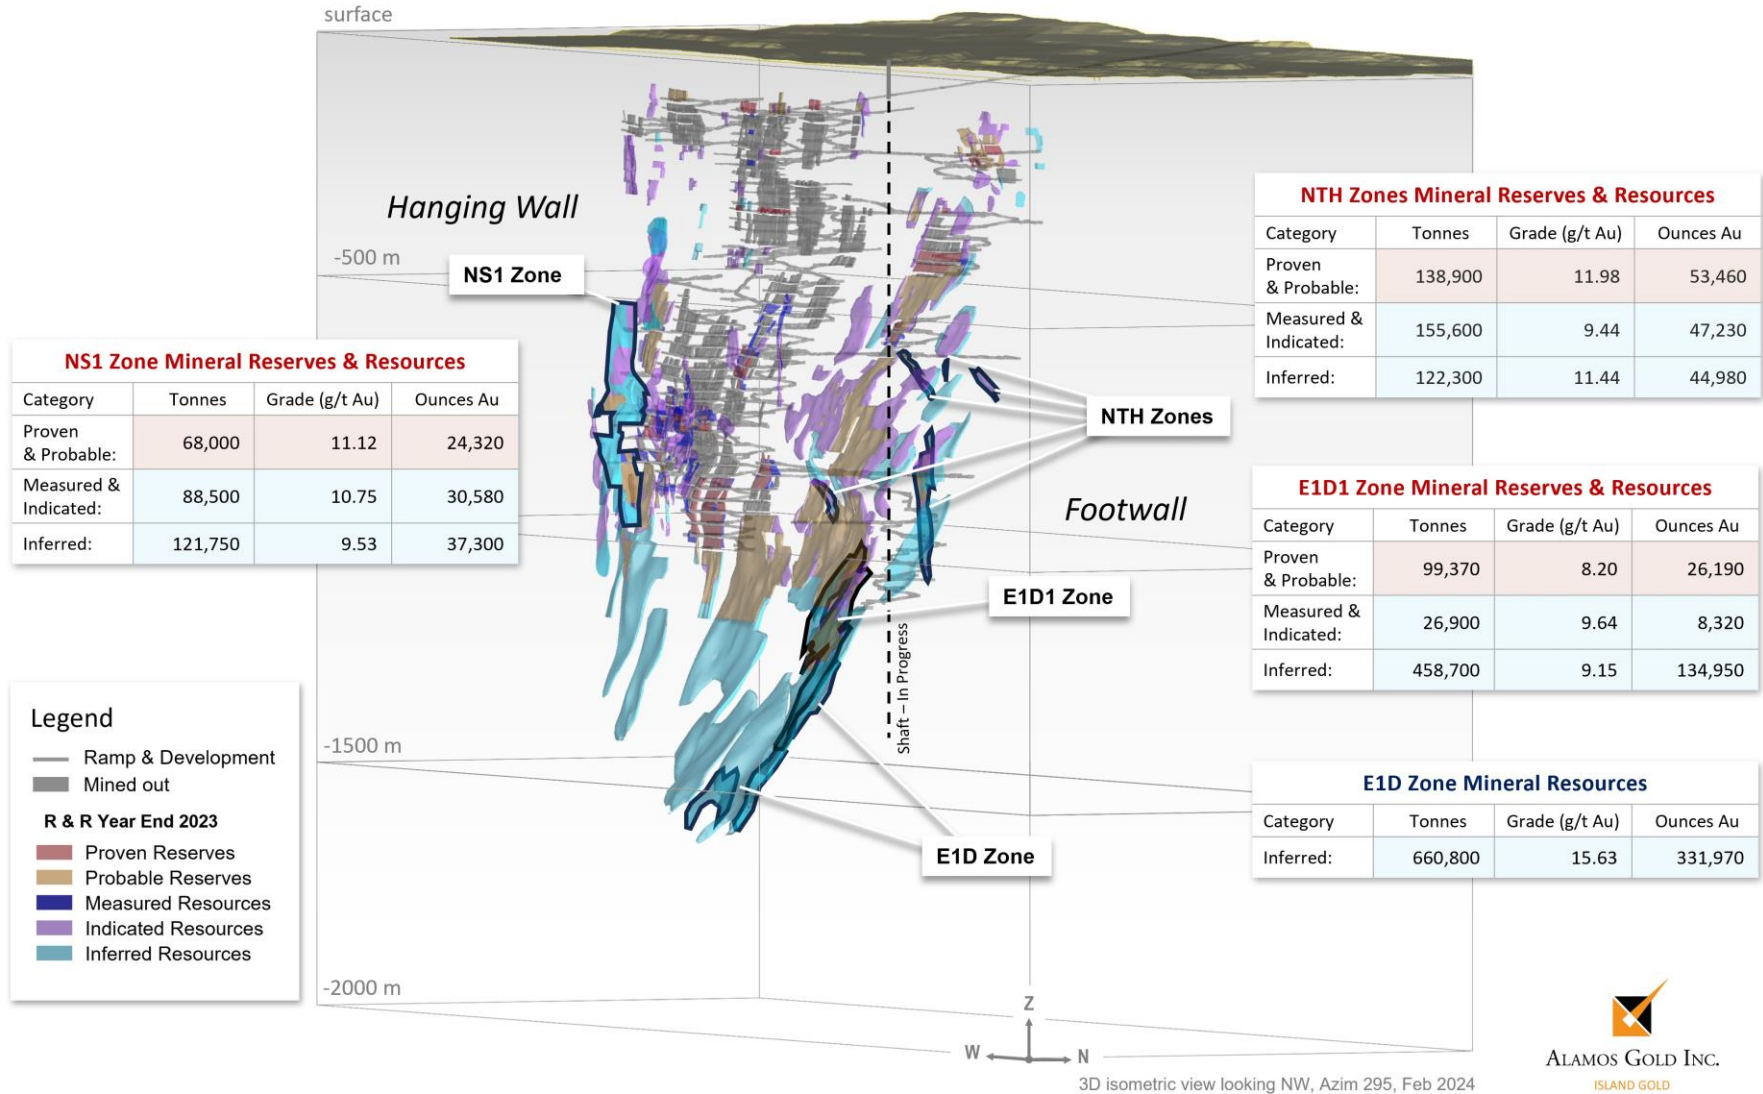 surface
Hanging Wall
-500 m
NS1 Zone
NS1 Zone Mineral Reserves & Resources
Category Tonnes Grade (g/t Au) Ounces Au
Proven
& Probable: 68,000 11.12 24,320
Measured &
Indicated: 88,500 10.75 30,580
Inferred: 121,750 9.53 37,300
NTH Zones Mineral Reserves & Resources
Category Tonnes Grade (g/t Au) Ounces Au
Proven
& Probable: 138,900 11.98 53,460
Measured &
Indicated: 155,600 9.44 47,230
Inferred: 122,300 11.44 44,980
NTH Zones
Footwall
E1D1 Zone Mineral Reserves & Resources
Category Tonnes Grade (g/t Au) Ounces Au
Proven
& Probable: 99,370 8.20 26,190
Measured &
Indicated: 26,900 9.64 8,320
Inferred: 458,700 9.15 134,950
E1D1 Zone
Shaft – In Progress
-1500 m
E1D Zone Mineral Resources
Category Tonnes Grade (g/t Au) Ounces Au
Inferred: 660,800 15.63 331,970
E1D Zone
Legend
Ramp & Development
Mined out
R & R Year End 2023
Proven Reserves
Probable Reserves
Measured Resources
Indicated Resources
Inferred Resources
-2000 m
Z
W
N
3D isometric view looking NW, Azim 295, Feb 2024
ALAMOS GOLD INC.
ISLAND GOLD